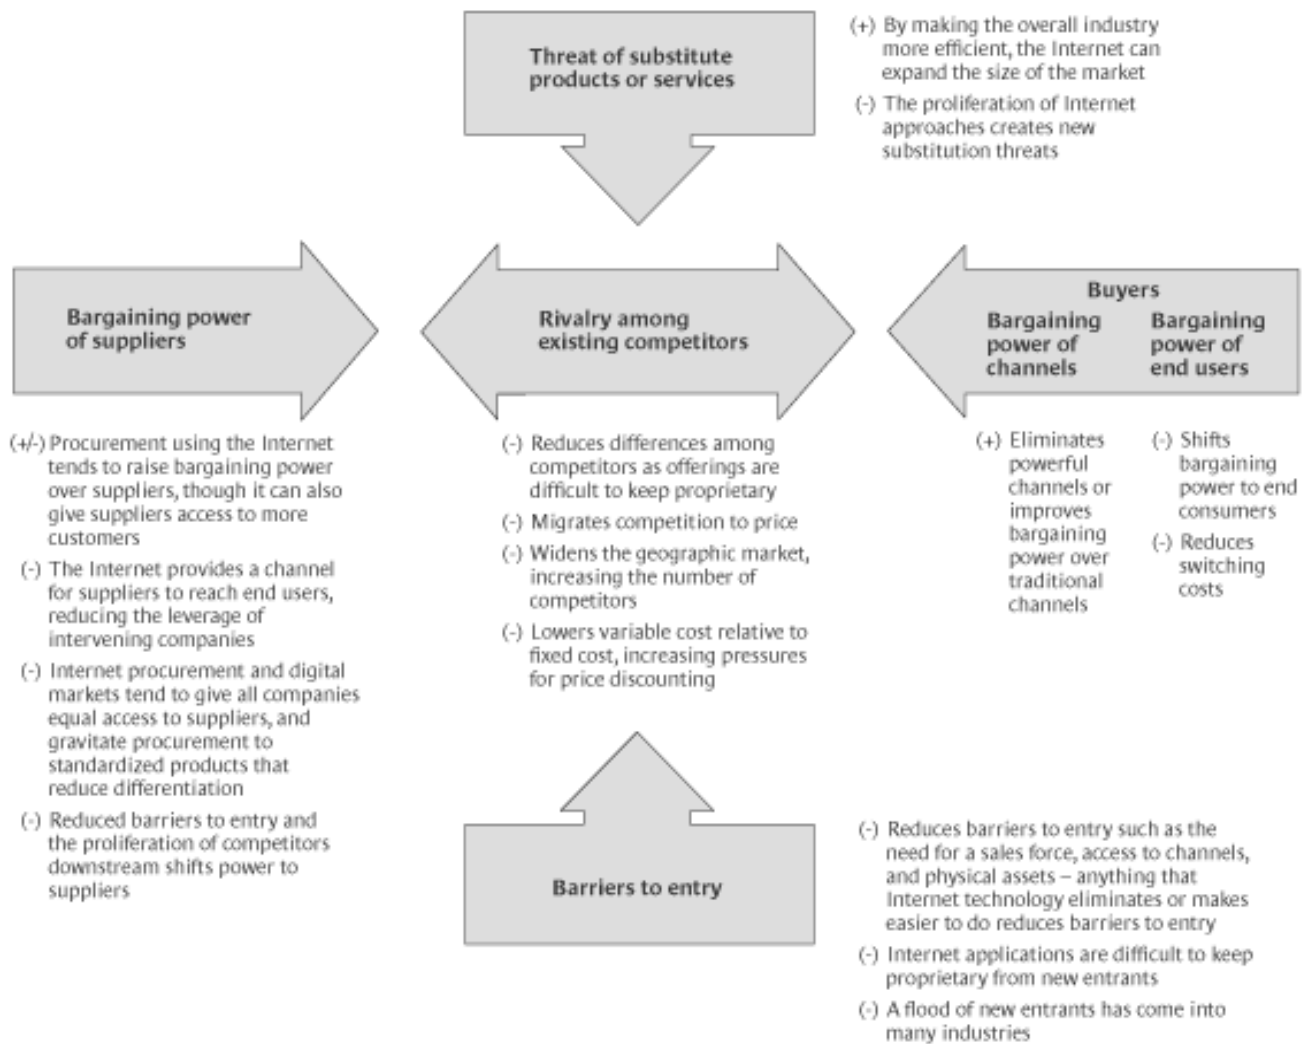 Threat of substitute
products or services
(+) By making the overall industry
more efficient, the Internet can
expand the size of the market
(-) The proliferation of Internet
approaches creates new
substitution threats
Bargaining power
of suppliers
Rivalry among
existing competitors
Buyers
Bargaining
power of
channels
Bargaining
power of
end users
(+/-) Procurement using the Internet
tends to raise bargaining power
over suppliers, though it can also
give suppliers access to more
customers
(-) The Internet provides a channel
for suppliers to reach end users,
reducing the leverage of
intervening companies
(-) Internet procurement and digital
markets tend to give all companies
equal access to suppliers, and
gravitate procurement to
standardized products that
reduce differentiation
(-) Reduced barriers to entry and
the proliferation of competitors
downstream shifts power to
suppliers
(-) Reduces differences among
competitors as offerings are
difficult to keep proprietary
(-) Migrates competition to price
(-) Widens the geographic market,
increasing the number of
competitors
(-) Lowers variable cost relative to
fixed cost, increasing pressures
for price discounting
(+) Eliminates
powerful
channels or
improves
bargaining
power over
traditional
channels
(-) Shifts
bargaining
power to end
consumers
(-) Reduces
switching
costs
Barriers to entry
(-) Reduces barriers to entry such as the
need for a sales force, access to channels,
and physical assets – anything that
Internet technology eliminates or makes
easier to do reduces barriers to entry
(-) Internet applications are difficult to keep
proprietary from new entrants
(-) A flood of new entrants has come into
many industries